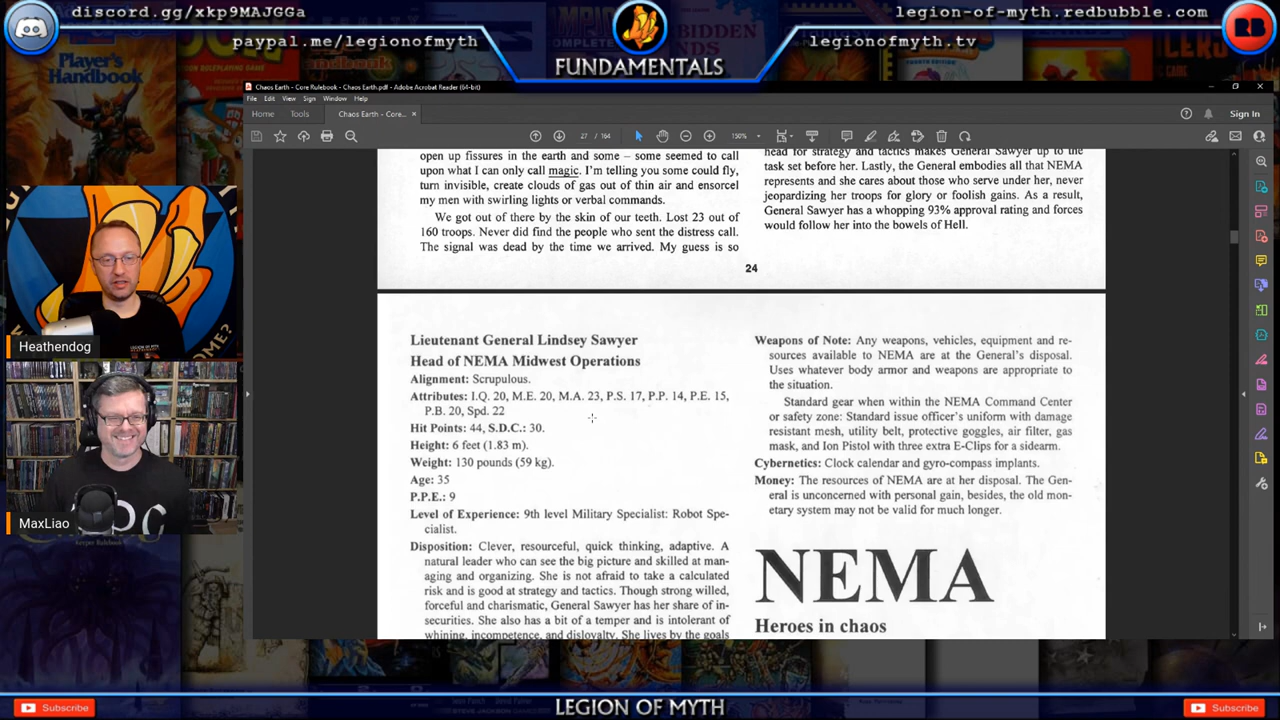 discord.gg/xkp9MAJGGa
paypal.me/legionofmyth
FUNDAMENTALS
legion-of-myth.redbubble.com
legionofmyth.tv
RB
Player's
Handbook
Chaos Earth - Core Rulebook - Chaos Earth.pdf - Adobe Acrobat Reader (64-bit)
File Edit View Sign Window Help
Home Tools Chaos Earth - Core... × Sign In
27 / 164 150%
open up fissures in the earth and some – some seemed to call
upon what I can only call magic. I'm telling you some could fly,
turn invisible, create clouds of gas out of thin air and ensorcel
my men with swirling lights or verbal commands.
We got out of there by the skin of our teeth. Lost 23 out of
160 troops. Never did find the people who sent the distress call.
The signal was dead by the time we arrived. My guess is so
head for strategy and tactics makes General Sawyer up to the
task set before her. Lastly, the General embodies all that NEMA
represents and she cares about those who serve under her, never
jeopardizing her troops for glory or foolish gains. As a result,
General Sawyer has a whopping 93% approval rating and forces
would follow her into the bowels of Hell.
24
Lieutenant General Lindsey Sawyer
Head of NEMA Midwest Operations
Alignment: Scrupulous.
Attributes: I.Q. 20, M.E. 20, M.A. 23, P.S. 17, P.P. 14, P.E. 15,
P.B. 20, Spd. 22
Hit Points: 44, S.D.C.: 30.
Height: 6 feet (1.83 m).
Weight: 130 pounds (59 kg).
Age: 35
P.P.E.: 9
Level of Experience: 9th level Military Specialist: Robot Spe-
cialist.
Disposition: Clever, resourceful, quick thinking, adaptive. A
natural leader who can see the big picture and skilled at man-
aging and organizing. She is not afraid to take a calculated
risk and is good at strategy and tactics. Though strong willed,
forceful and charismatic, General Sawyer has her share of in-
securities. She also has a bit of a temper and is intolerant of
whining, incompetence, and disloyalty. She lives by the goals
Weapons of Note: Any weapons, vehicles, equipment and re-
sources available to NEMA are at the General's disposal.
Uses whatever body armor and weapons are appropriate to
the situation.
Standard gear when within the NEMA Command Center
or safety zone: Standard issue officer's uniform with damage
resistant mesh, utility belt, protective goggles, air filter, gas
mask, and Ion Pistol with three extra E-Clips for a sidearm.
Cybernetics: Clock calendar and gyro-compass implants.
Money: The resources of NEMA are at her disposal. The Gen-
eral is unconcerned with personal gain, besides, the old mon-
etary system may not be valid for much longer.
NEMA
Heroes in chaos
Heathendog
MaxLiao
Subscribe
LEGION OF MYTH
Subscribe